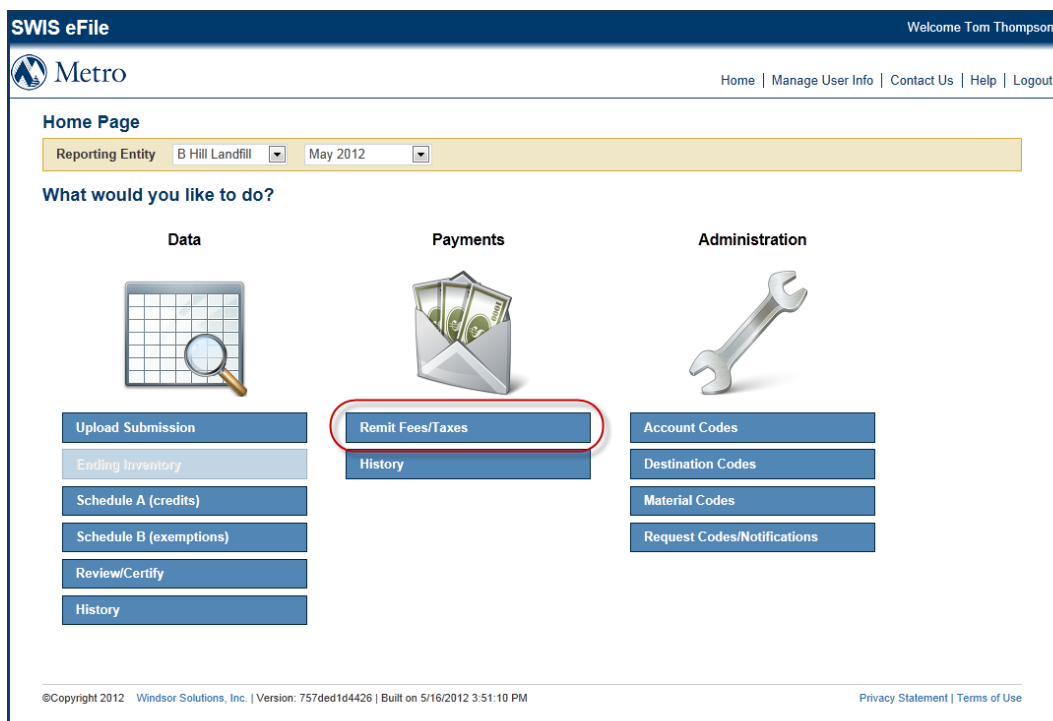 SWIS eFile Welcome Tom Thompson
Metro
Home | Manage User Info | Contact Us | Help | Logout
Home Page
Reporting Entity B Hill Landfill May 2012
What would you like to do?
Data Payments Administration
1000
Upload Submission Remit Fees/Taxes Account Codes
Ending Inventory History Destination Codes
Schedule A (credits) Material Codes
Schedule B (exemptions) Request Codes/Notifications
Review/Certify
History
©Copyright 2012 Windsor Solutions, Inc. | Version: 757ded1d4426 | Built on 5/16/2012 3:51:10 PM Privacy Statement | Terms of Use